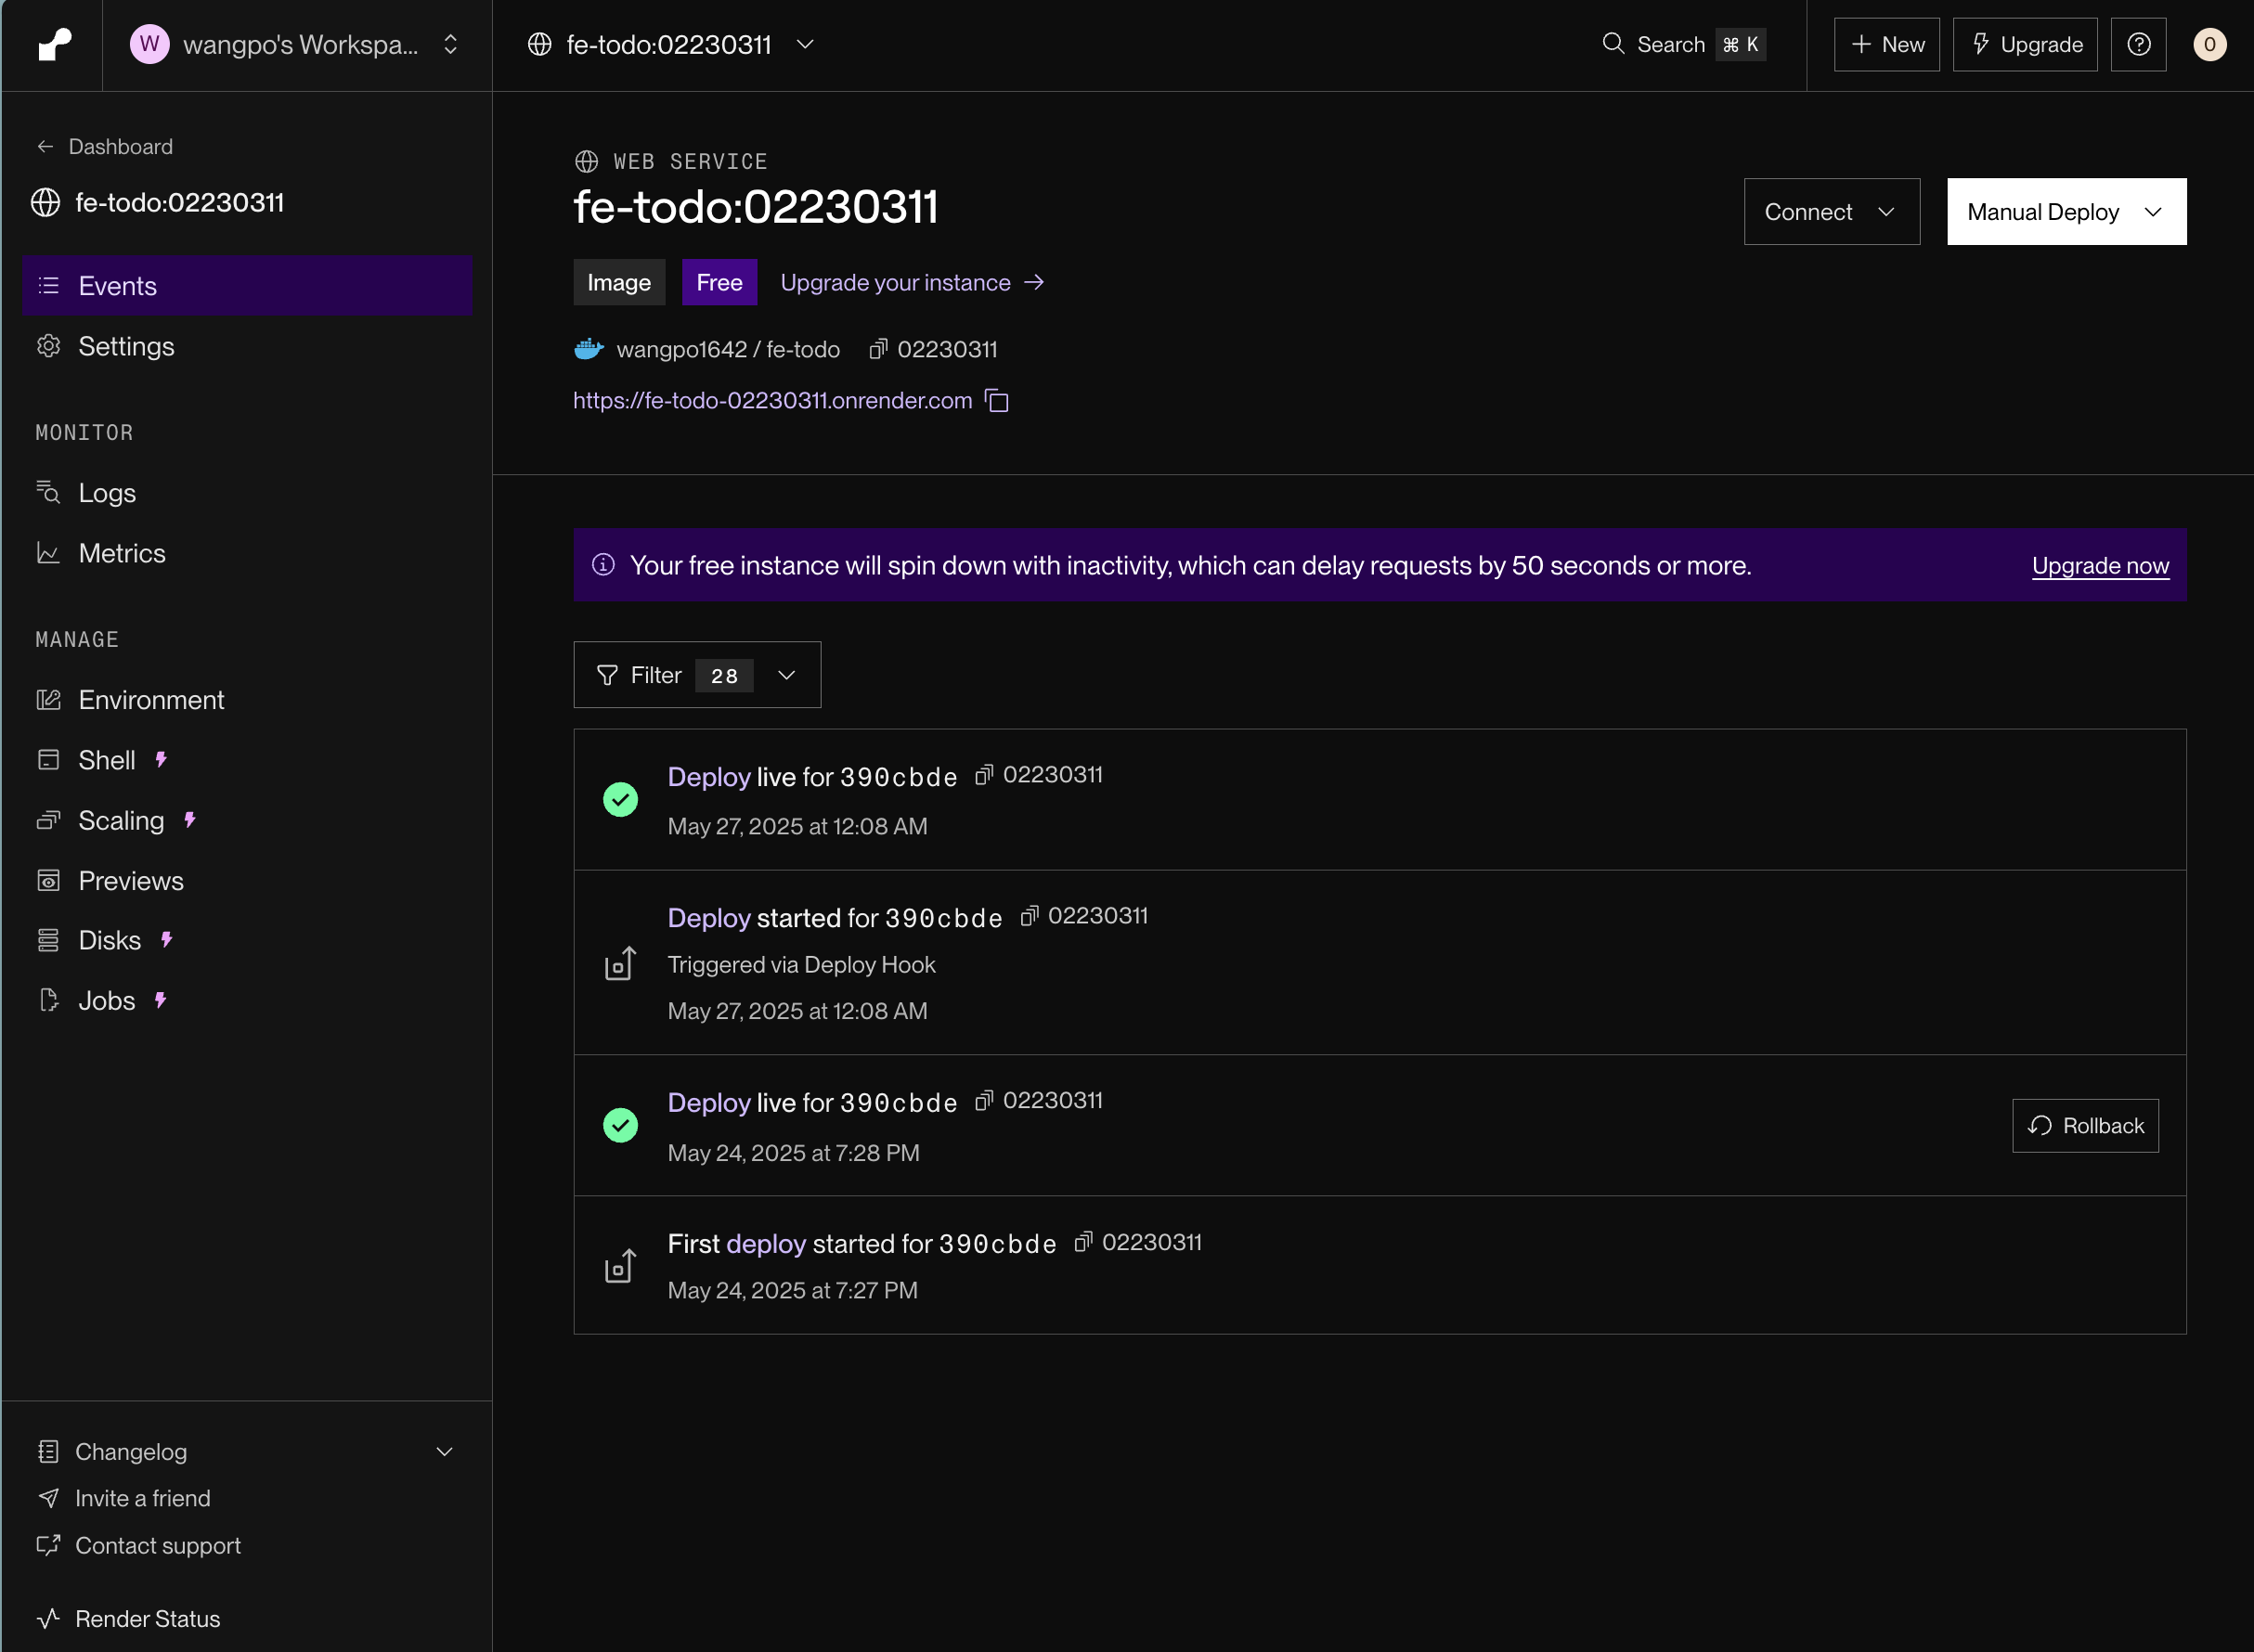 W wangpo's Workspa...
fe-todo:02230311
Search ⌘ K
New
Upgrade
O
Dashboard
fe-todo:02230311
Events
Settings
MONITOR
Logs
Metrics
MANAGE
Environment
Shell
Scaling
Previews
Disks
Jobs
Changelog
Invite a friend
Contact support
Render Status
WEB SERVICE
fe-todo:02230311
Connect
Manual Deploy
Image Free Upgrade your instance →
wangpo1642 / fe-todo 02230311
https://fe-todo-02230311.onrender.com
Your free instance will spin down with inactivity, which can delay requests by 50 seconds or more. Upgrade now
Filter 28
Deploy live for 390cbde 02230311
May 27, 2025 at 12:08 AM
Deploy started for 390cbde 02230311
Triggered via Deploy Hook
May 27, 2025 at 12:08 AM
Deploy live for 390cbde 02230311
May 24, 2025 at 7:28 PM
Rollback
First deploy started for 390cbde 02230311
May 24, 2025 at 7:27 PM